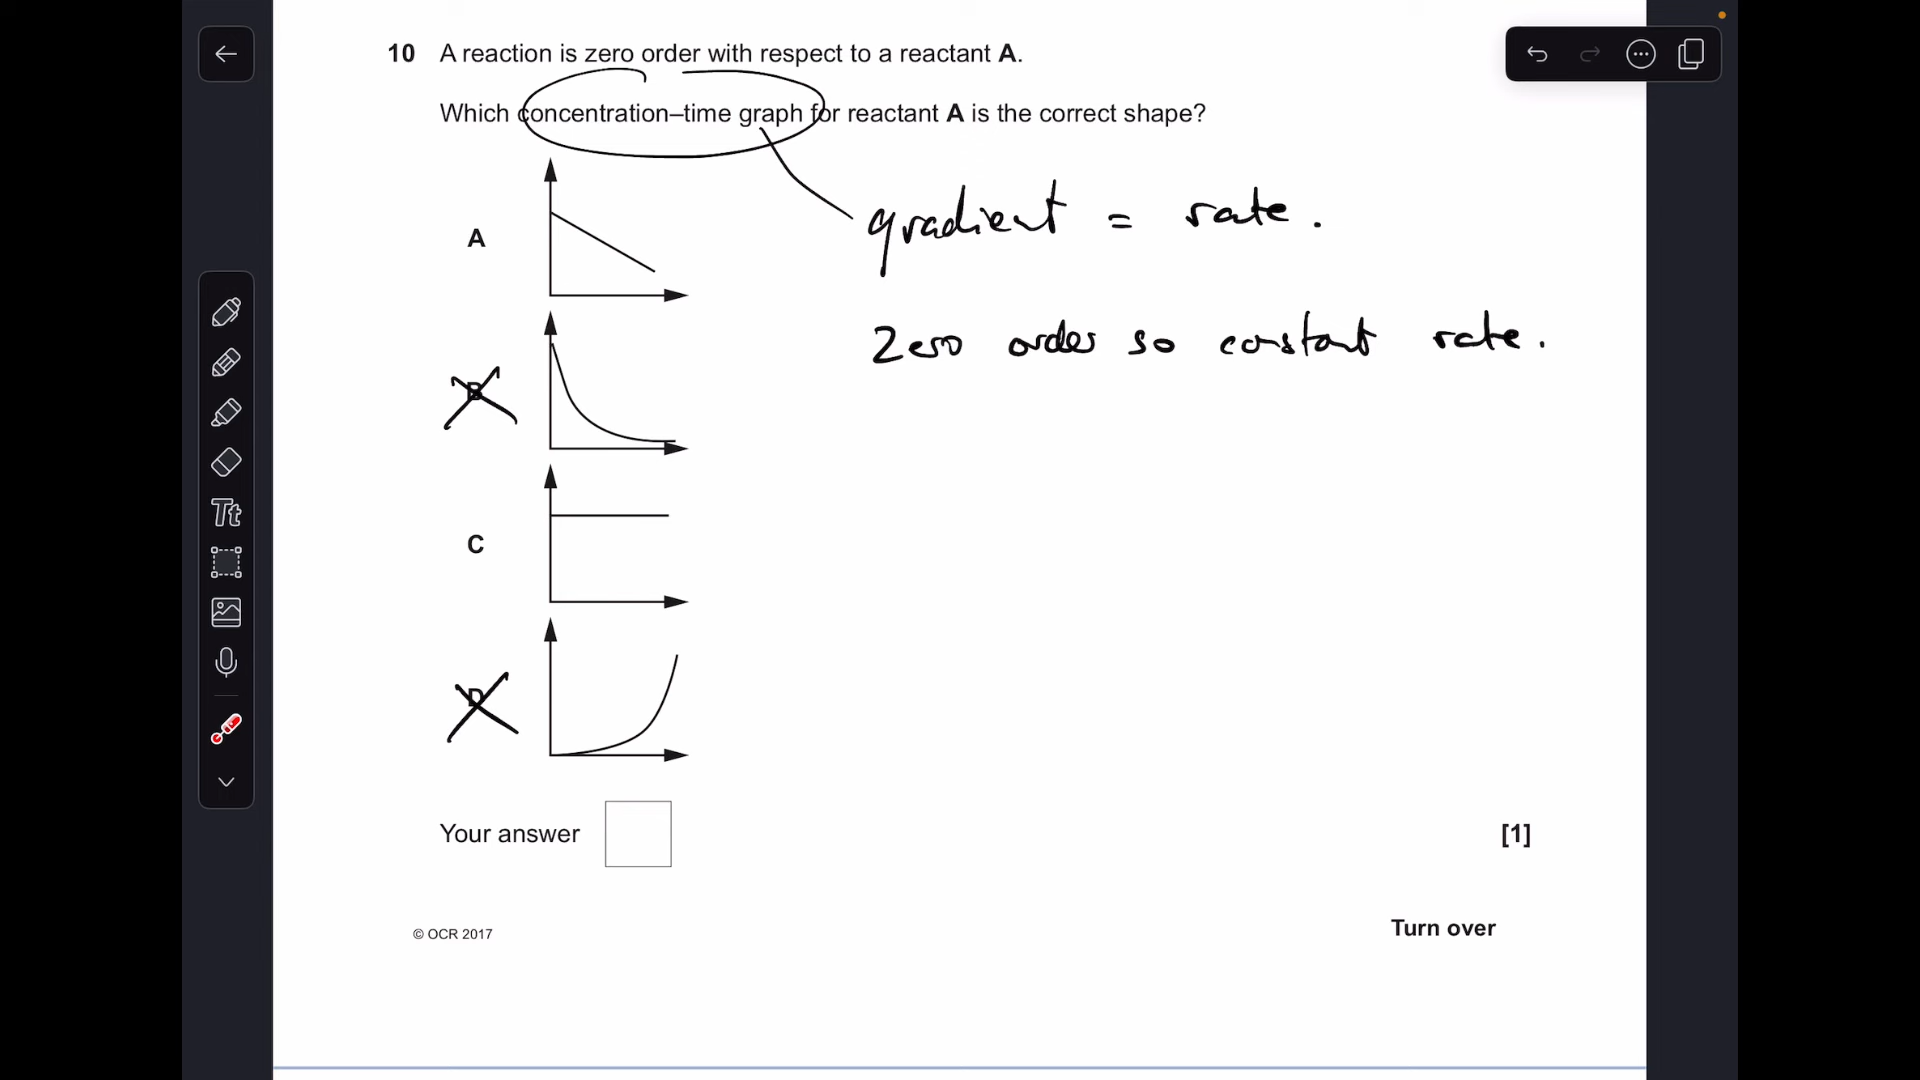 10 A reaction is zero order with respect to a reactant A.
Which concentration–time graph for reactant A is the correct shape?
gradient = rate.
A
Zero order so constant rate.
B
C
D
Your answer
[1]
© OCR 2017
Turn over
Tt